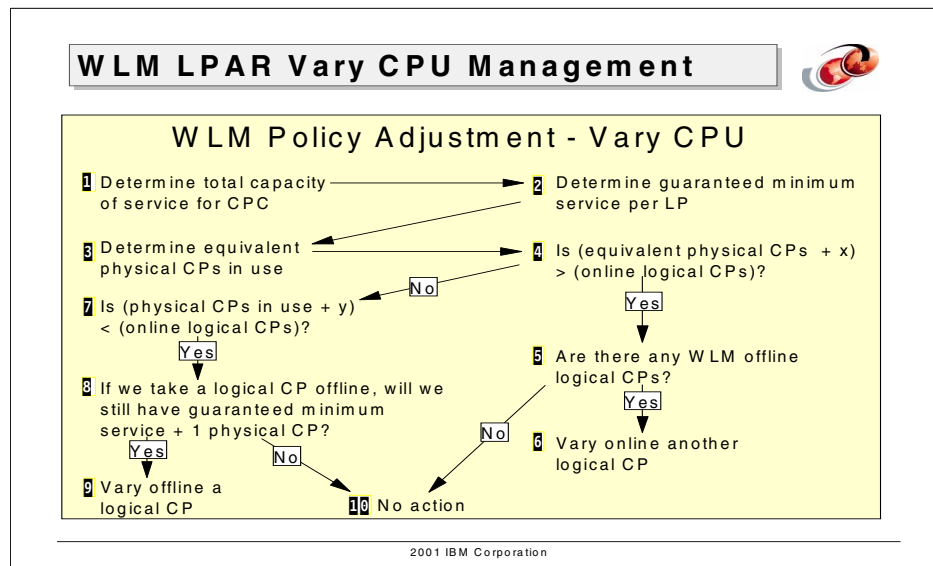 WLM LPAR Vary CPU Management
WLM Policy Adjustment - Vary CPU
1 Determine total capacity
of service for CPC
2 Determine guaranteed minimum
service per LP
3 Determine equivalent
physical CPs in use
4 Is (equivalent physical CPs + x)
> (online logical CPs)?
No
Yes
7 Is (physical CPs in use + y)
< (online logical CPs)?
Yes
5 Are there any WLM offline
logical CPs?
8 If we take a logical CP offline, will we
still have guaranteed minimum
service + 1 physical CP?
Yes
No
Yes
No
6 Vary online another
logical CP
9 Vary offline a
logical CP
10 No action
2001 IBM Corporation